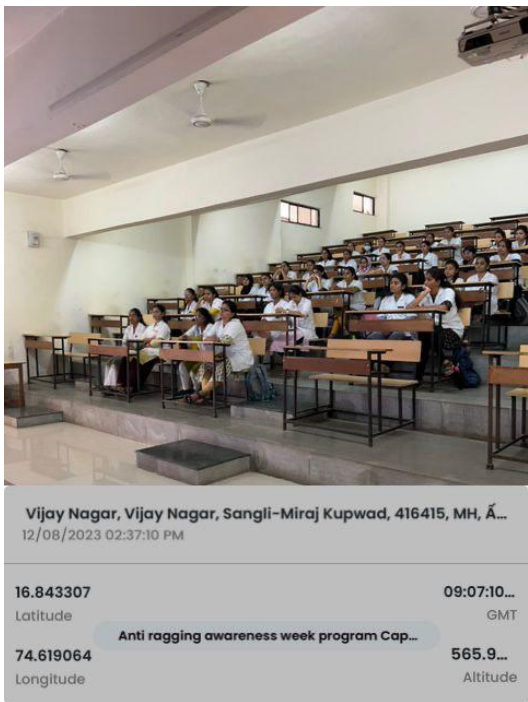 Vijay Nagar, Vijay Nagar, Sangli-Miraj Kupwad, 416415, MH, Ấ...
12/08/2023 02:37:10 PM
16.843307
Latitude
09:07:10...
GMT
Anti ragging awareness week program Cap...
74.619064
Longitude
565.9...
Altitude